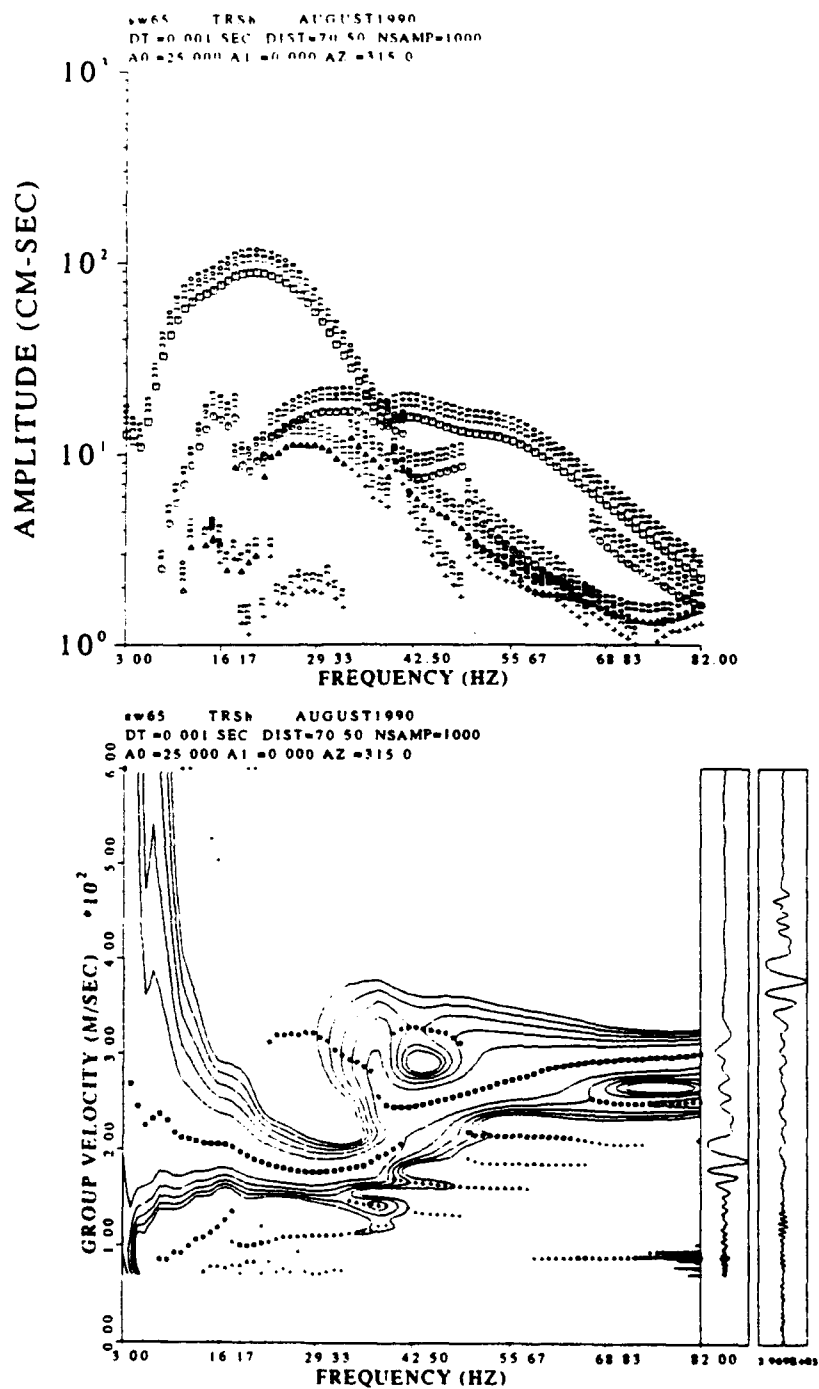 sw65 TRSh AUGUST1990
DT =0.001 SEC DIST=70.50 NSAMP=1000
A0 =25.000 A1 =0.000 AZ =315.0
10¹
10²
10¹
10⁰
AMPLITUDE (CM-SEC)
3.00 16.17 29.33 42.50 55.67 68.83 82.00
FREQUENCY (HZ)
sw65 TRSh AUGUST1990
DT =0.001 SEC DIST=70.50 NSAMP=1000
A0 =25.000 A1 =0.000 AZ =315.0
6.00
5.00
4.00
3.00
2.00
1.00
0.00
GROUP VELOCITY (M/SEC) *10²
3.00 16.17 29.33 42.50 55.67 68.83 82.00
FREQUENCY (HZ)